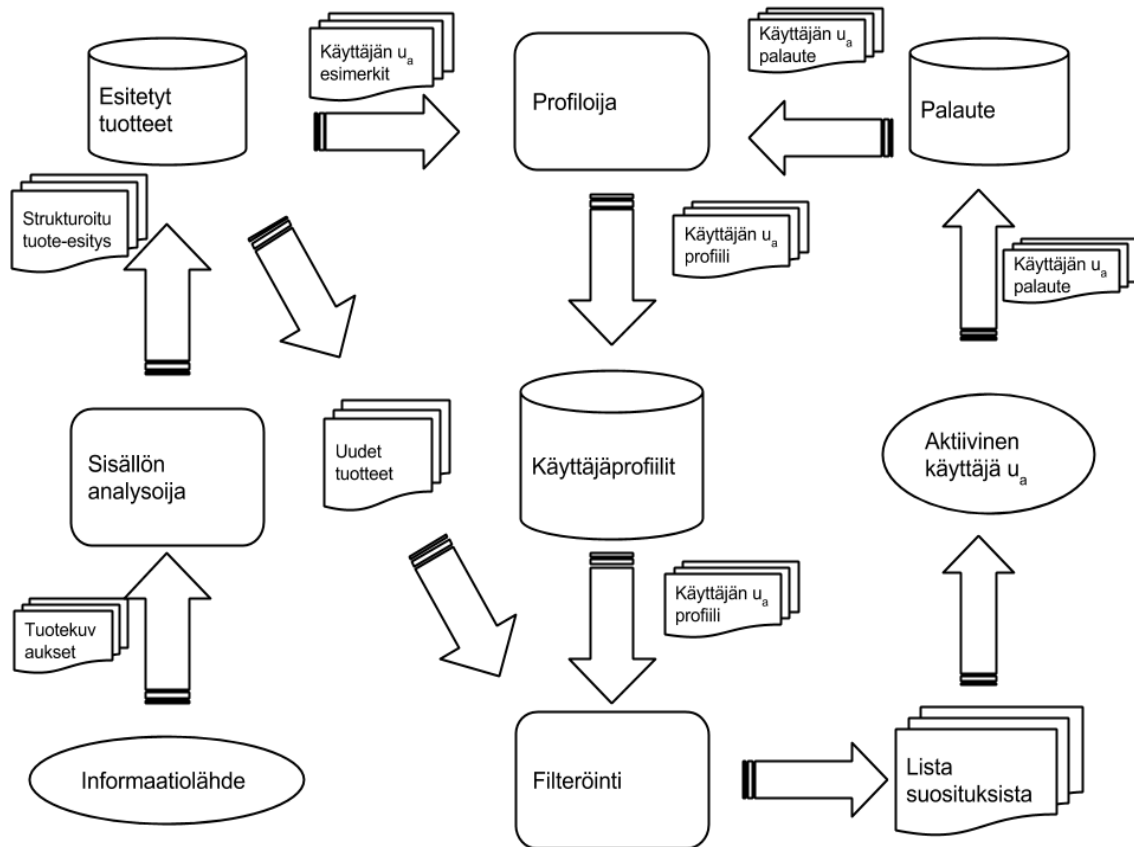 Esitetyt
tuotteet
Käyttäjän uₐ
esimerkit
Profiloija
Käyttäjän uₐ
palaute
Palaute
Strukturoitu
tuote-esitys
Käyttäjän uₐ
profiili
Käyttäjän uₐ
palaute
Sisällön
analysoija
Uudet
tuotteet
Käyttäjäprofiilit
Aktiivinen
käyttäjä uₐ
Tuotekuv
aukset
Käyttäjän uₐ
profiili
Informaatiolähde
Filteröinti
Lista
suosituksista